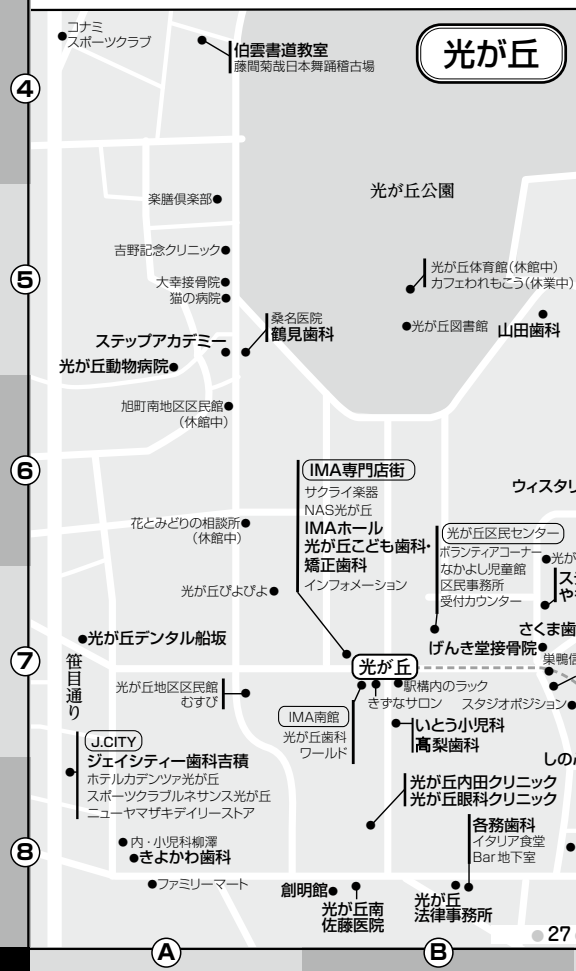 光が丘
コナミ
スポーツクラブ
伯雲書道教室
藤間菊哉日本舞踊稽古場
④
楽膳倶楽部
光が丘公園
吉野記念クリニック
⑤
大幸接骨院
猫の病院
光が丘体育館(休館中)
カフェわれもこう(休業中)
桑名医院
鶴見歯科
光が丘図書館
山田歯科
ステップアカデミー
光が丘動物病院
旭町南地区区民館
(休館中)
⑥
IMA専門店街
サクライ楽器
NAS光が丘
IMAホール
光が丘こども歯科・
矯正歯科
インフォメーション
ウィスタリ
花とみどりの相談所
(休館中)
光が丘区民センター
ボランティアコーナー
なかよし児童館
区民事務所
受付カウンター
光が
ステ
や
光が丘ぴよぴよ
さくま歯
光が丘デンタル船坂
げんき堂接骨院
⑦
笹目通り
光が丘
巣鴨信
光が丘地区区民館
むすび
駅構内のラック
きずなサロン
スタジオポジション
IMA南館
光が丘歯科
ワールド
いとう小児科
髙梨歯科
J.CITY
ジェイシティー歯科吉積
ホテルカデンツァ光が丘
スポーツクラブルネサンス光が丘
ニューヤマザキデイリーストア
しの
光が丘内田クリニック
光が丘眼科クリニック
⑧
内・小児科柳澤
きよかわ歯科
各務歯科
イタリア食堂
Bar地下室
ファミリーマート
創明館
光が丘南
佐藤医院
光が丘
法律事務所
27
Ⓐ
Ⓑ